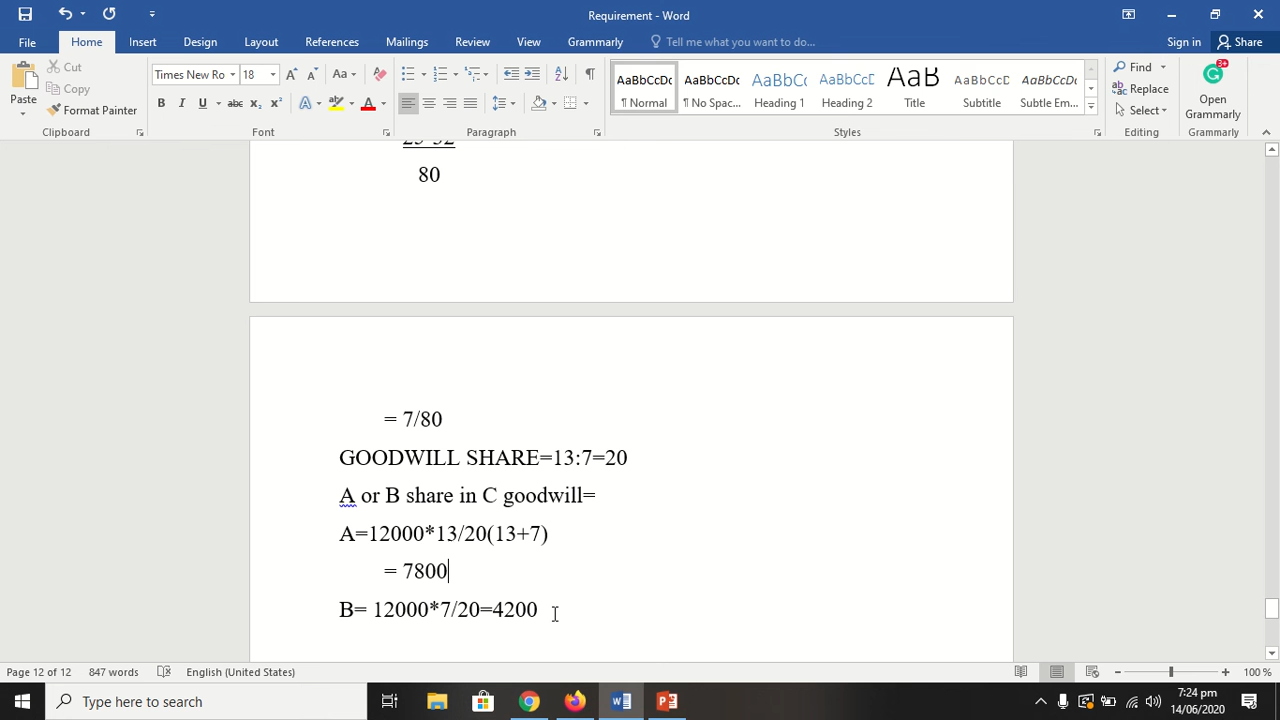 Requirement - Word
File Home Insert Design Layout References Mailings Review View Grammarly Tell me what you want to do... Sign in Share
Paste
Cut
Copy
Format Painter
Clipboard
Times New Ro 18
Font
Paragraph
AaBbCcDc AaBbCcDc AaBbCc AaBbCcC AaB AaBbCcD AaBbCcDc
¶ Normal ¶ No Spac... Heading Heading 2 Title Subtitle Subtle Em...
Styles
Find
Replace
Select
Editing
Open
Grammarly
Grammarly
80
= 7/80
GOODWILL SHARE=13:7=20
A or B share in C goodwill=
A=12000*13/20(13+7)
= 7800
B= 12000*7/20=4200
Page 12 of 12 847 words English (United States) 100 %
Type here to search
7:24 pm
14/06/2020